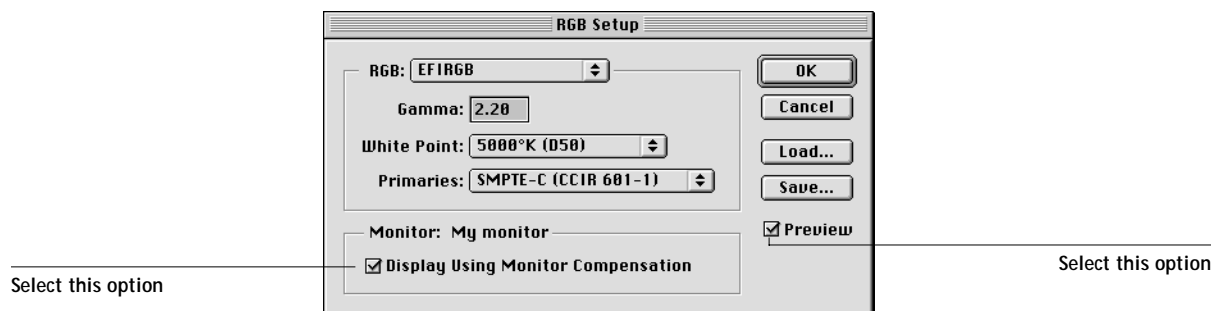 RGB Setup
RGB: EFIRGB
OK
Gamma: 2.20
Cancel
White Point: 5000°K (D50)
Load...
Primaries: SMPTE-C (CCIR 601-1)
Save...
Monitor: My monitor
Preview
Display Using Monitor Compensation
Select this option
Select this option